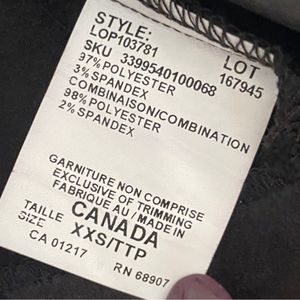 STYLE:
LOP103781 LOT
SKU 3399540100068 167945
97% POLYESTER
3% SPANDEX
COMBINAISON/COMBINATION
98% POLYESTER
2% SPANDEX
GARNITURE NON COMPRISE
EXCLUSIVE OF TRIMMING
FABRIQUE AU / MADE IN
CANADA
TAILLE
SIZE XXS/TTP
CA 01217 RN 68907